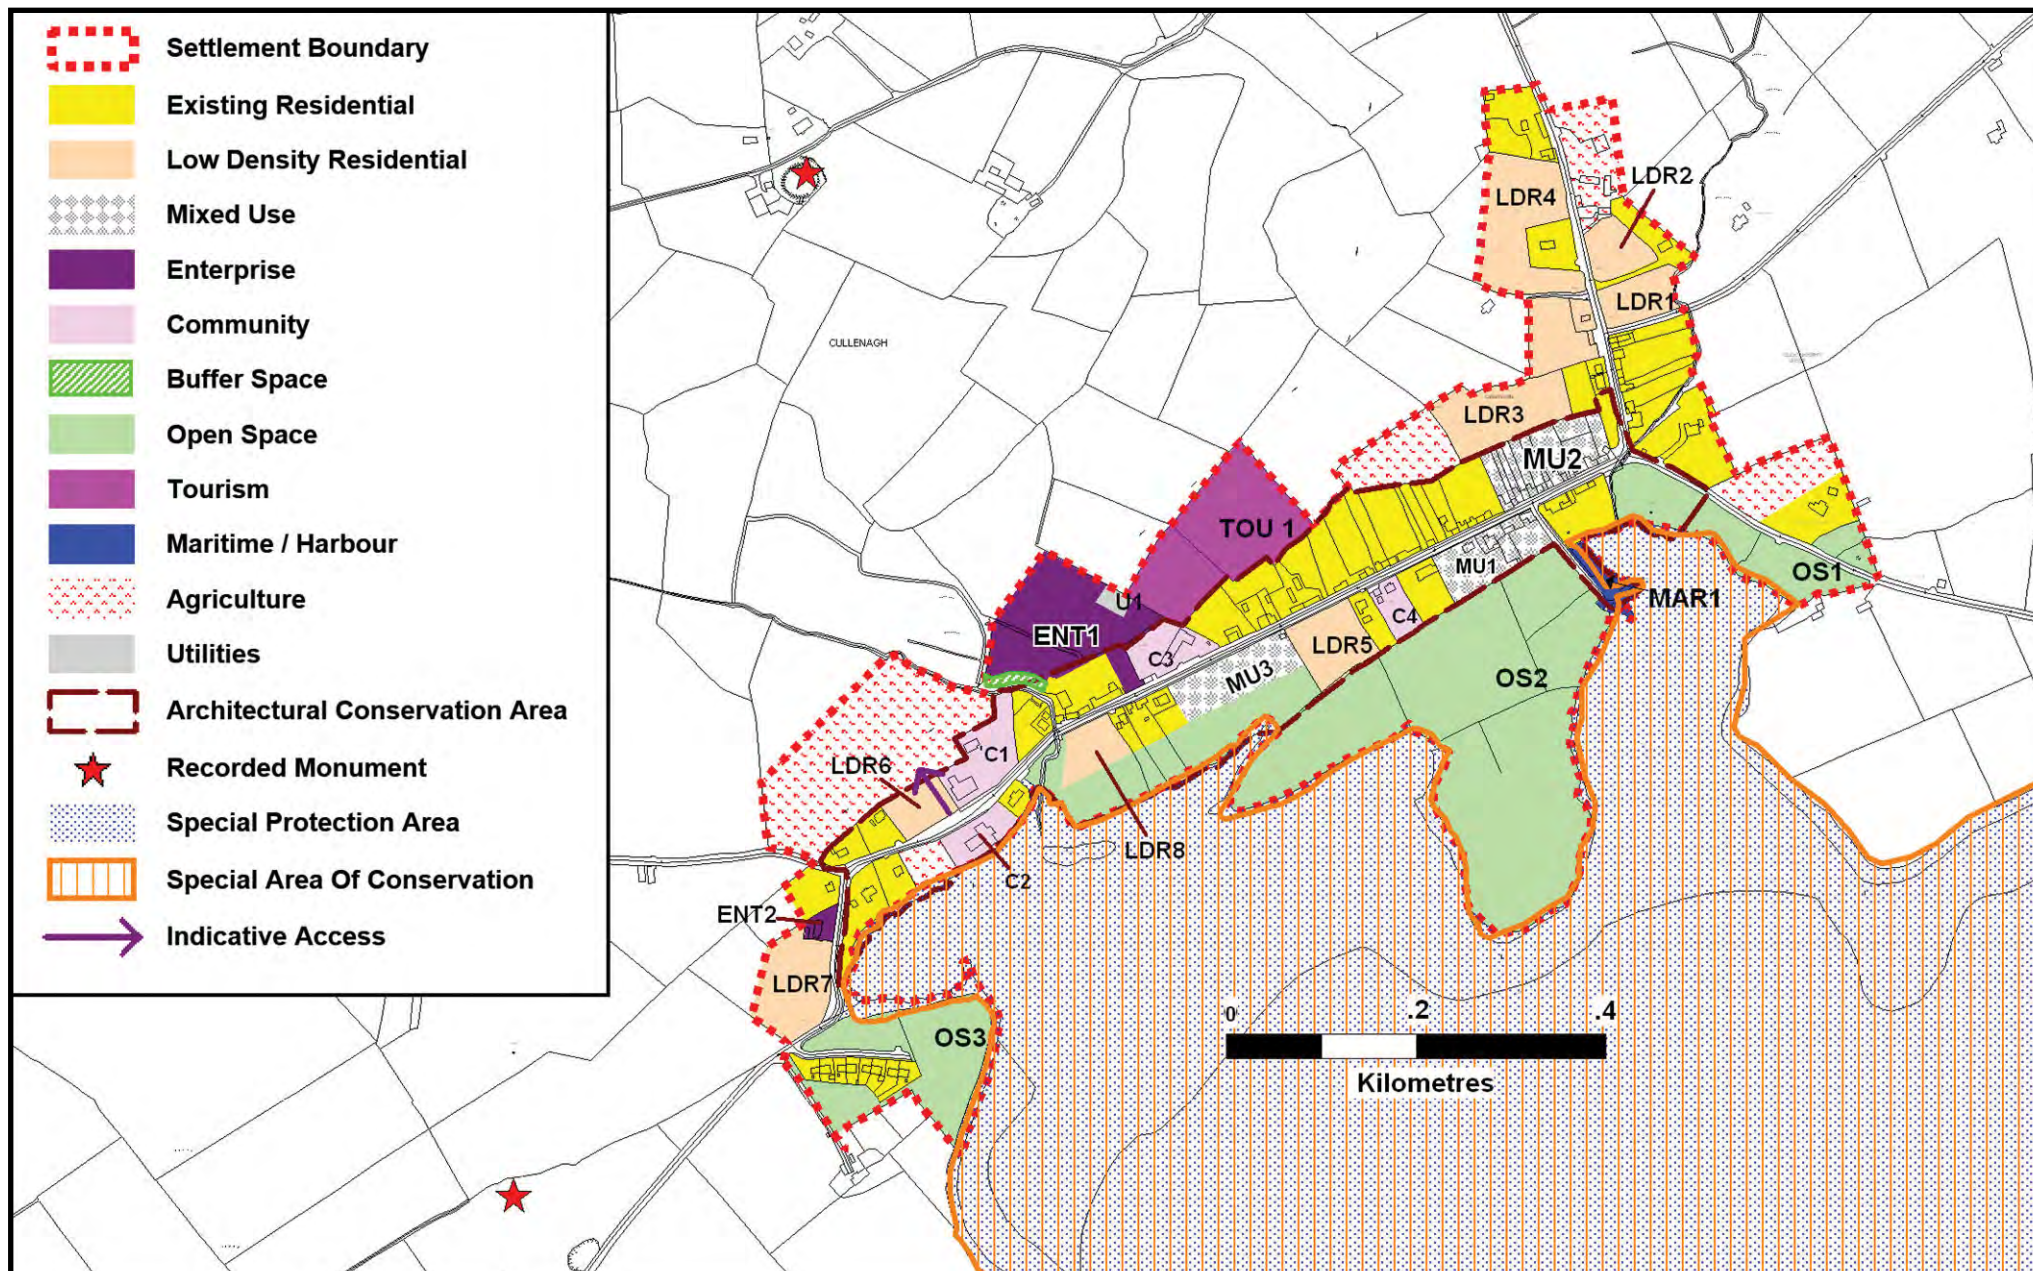 Settlement Boundary
Existing Residential
Low Density Residential
Mixed Use
Enterprise
Community
Buffer Space
Open Space
Tourism
Maritime / Harbour
Agriculture
Utilities
Architectural Conservation Area
Recorded Monument
Special Protection Area
Special Area Of Conservation
Indicative Access
CULLENAGH
LDR2
LDR4
LDR1
LDR3
MU2
TOU 1
MU1
OS1
MAR1
U1
ENT1
C3
C4
LDR5
MU3
OS2
C1
LDR6
LDR8
C2
ENT2
LDR7
OS3
0 .2 .4
Kilometres